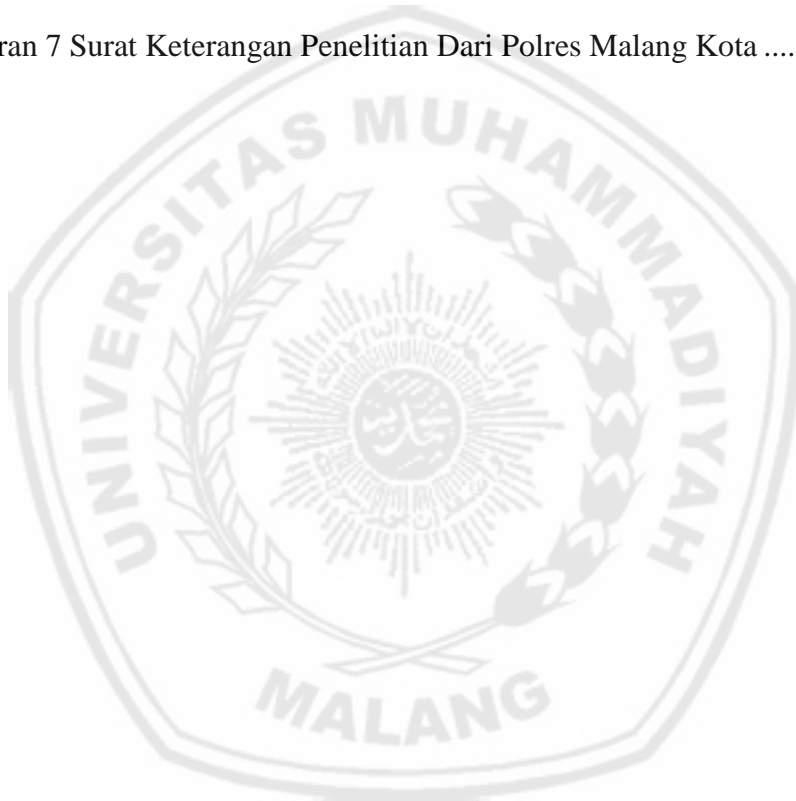 ran 7 Surat Keterangan Penelitian Dari Polres Malang Kota ....
UNIVERSITAS MUHAMMADIYAH
MALANG